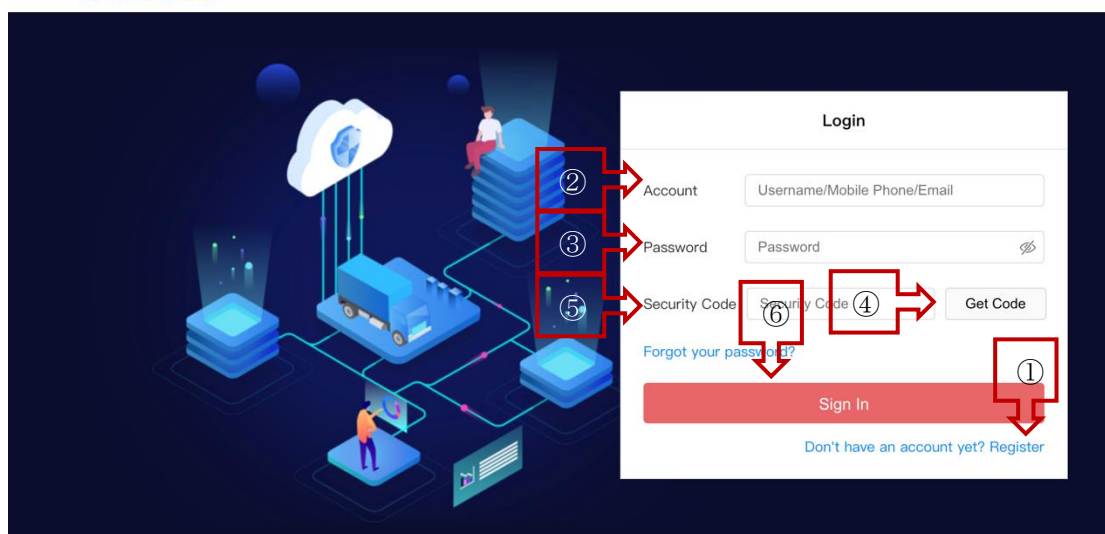 Login
② Account Username/Mobile Phone/Email
③ Password Password
⑤ Security Code Security Code ④ Get Code
⑥
Forgot your password?
①
Sign In
Don't have an account yet? Register